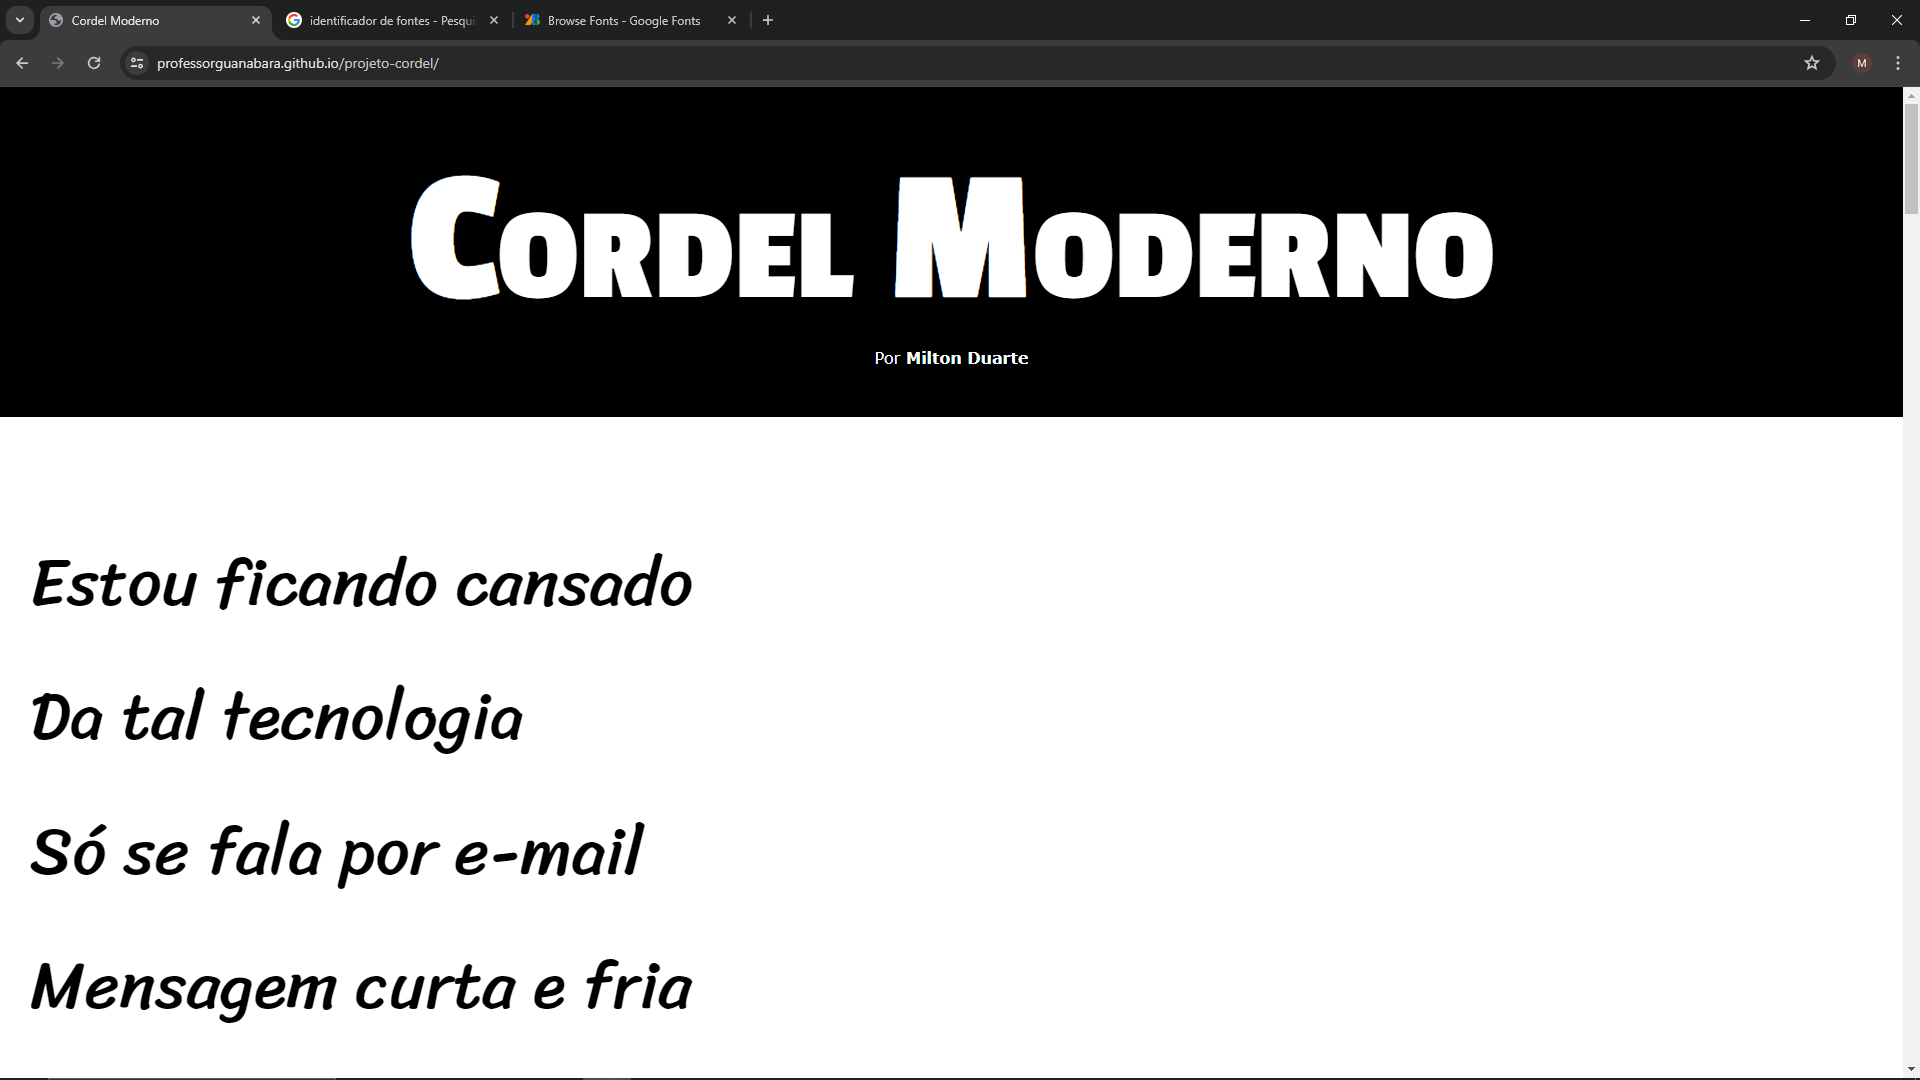 Cordel Moderno
identificador de fontes - Pesqui
Browse Fonts - Google Fonts
professorguanabara.github.io/projeto-cordel/
M
Cordel Moderno
Por Milton Duarte
Estou ficando cansado
Da tal tecnologia
Só se fala por e-mail
Mensagem curta e fria